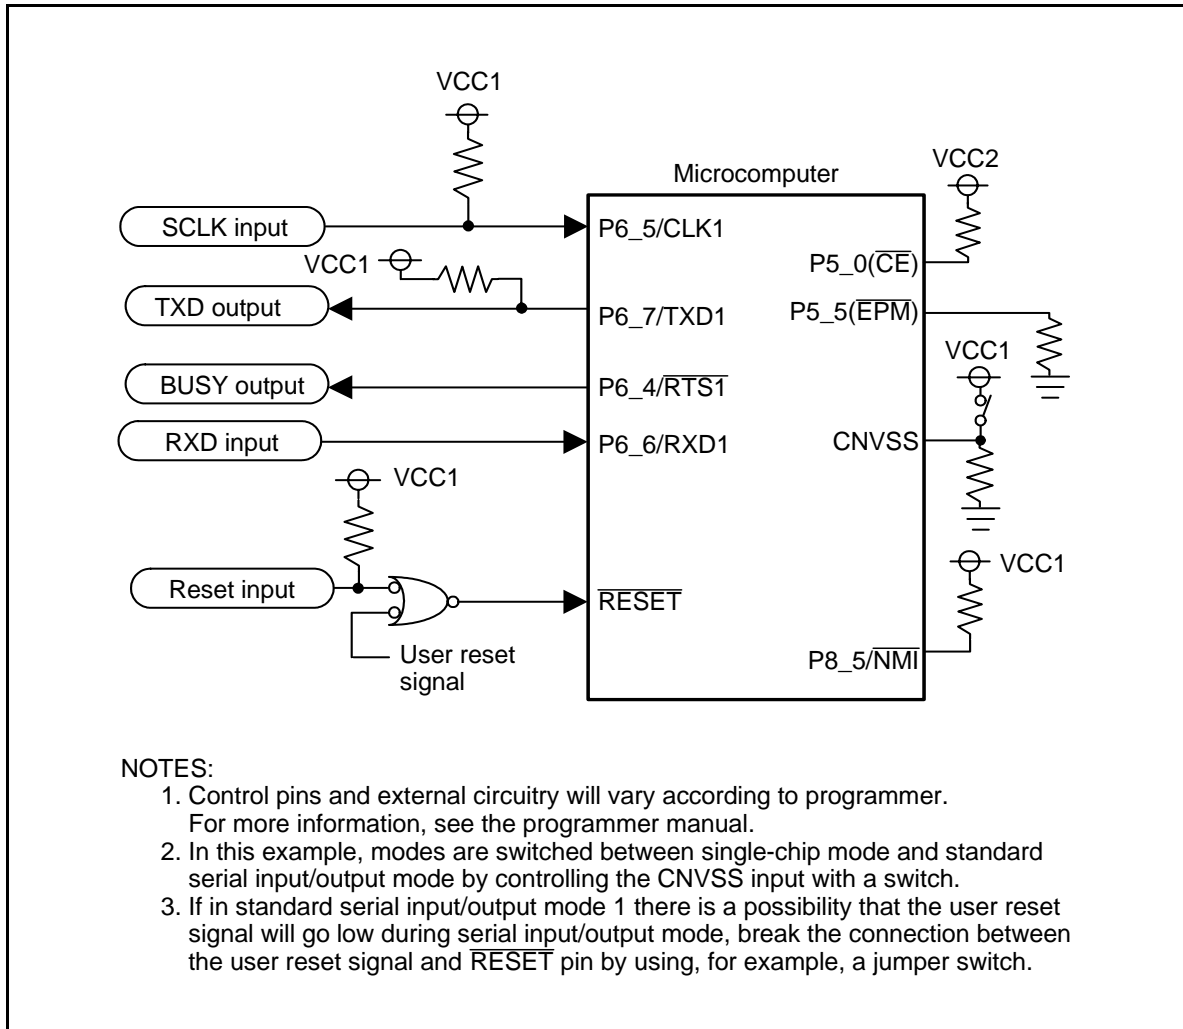 VCC1
Microcomputer
VCC2
SCLK input
P6_5/CLK1
P5_0(CE)
VCC1
TXD output
P6_7/TXD1
P5_5(EPM)
VCC1
BUSY output
P6_4/RTS1
RXD input
P6_6/RXD1
CNVSS
VCC1
Reset input
RESET
VCC1
User reset
signal
P8_5/NMI
NOTES:
1. Control pins and external circuitry will vary according to programmer.
For more information, see the programmer manual.
2. In this example, modes are switched between single-chip mode and standard
serial input/output mode by controlling the CNVSS input with a switch.
3. If in standard serial input/output mode 1 there is a possibility that the user reset
signal will go low during serial input/output mode, break the connection between
the user reset signal and RESET pin by using, for example, a jumper switch.